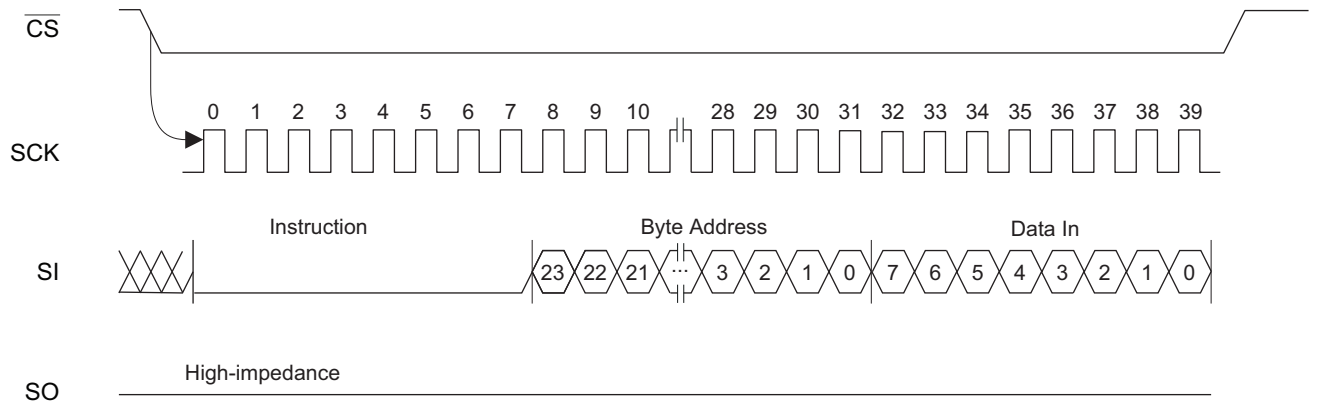 CS
0 1 2 3 4 5 6 7 8 9 10 28 29 30 31 32 33 34 35 36 37 38 39
SCK
Instruction Byte Address Data In
SI 23 22 21 ... 3 2 1 0 7 6 5 4 3 2 1 0
High-impedance
SO